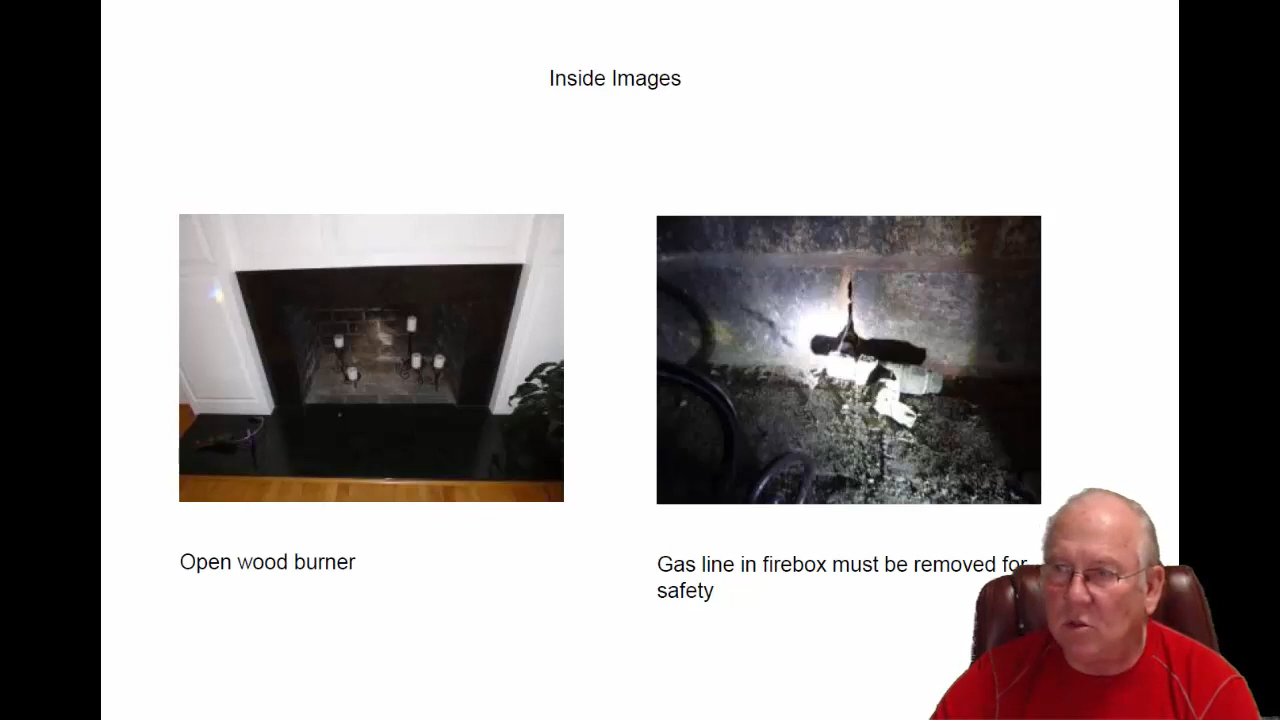 Inside Images
Open wood burner
Gas line in firebox must be removed for
safety